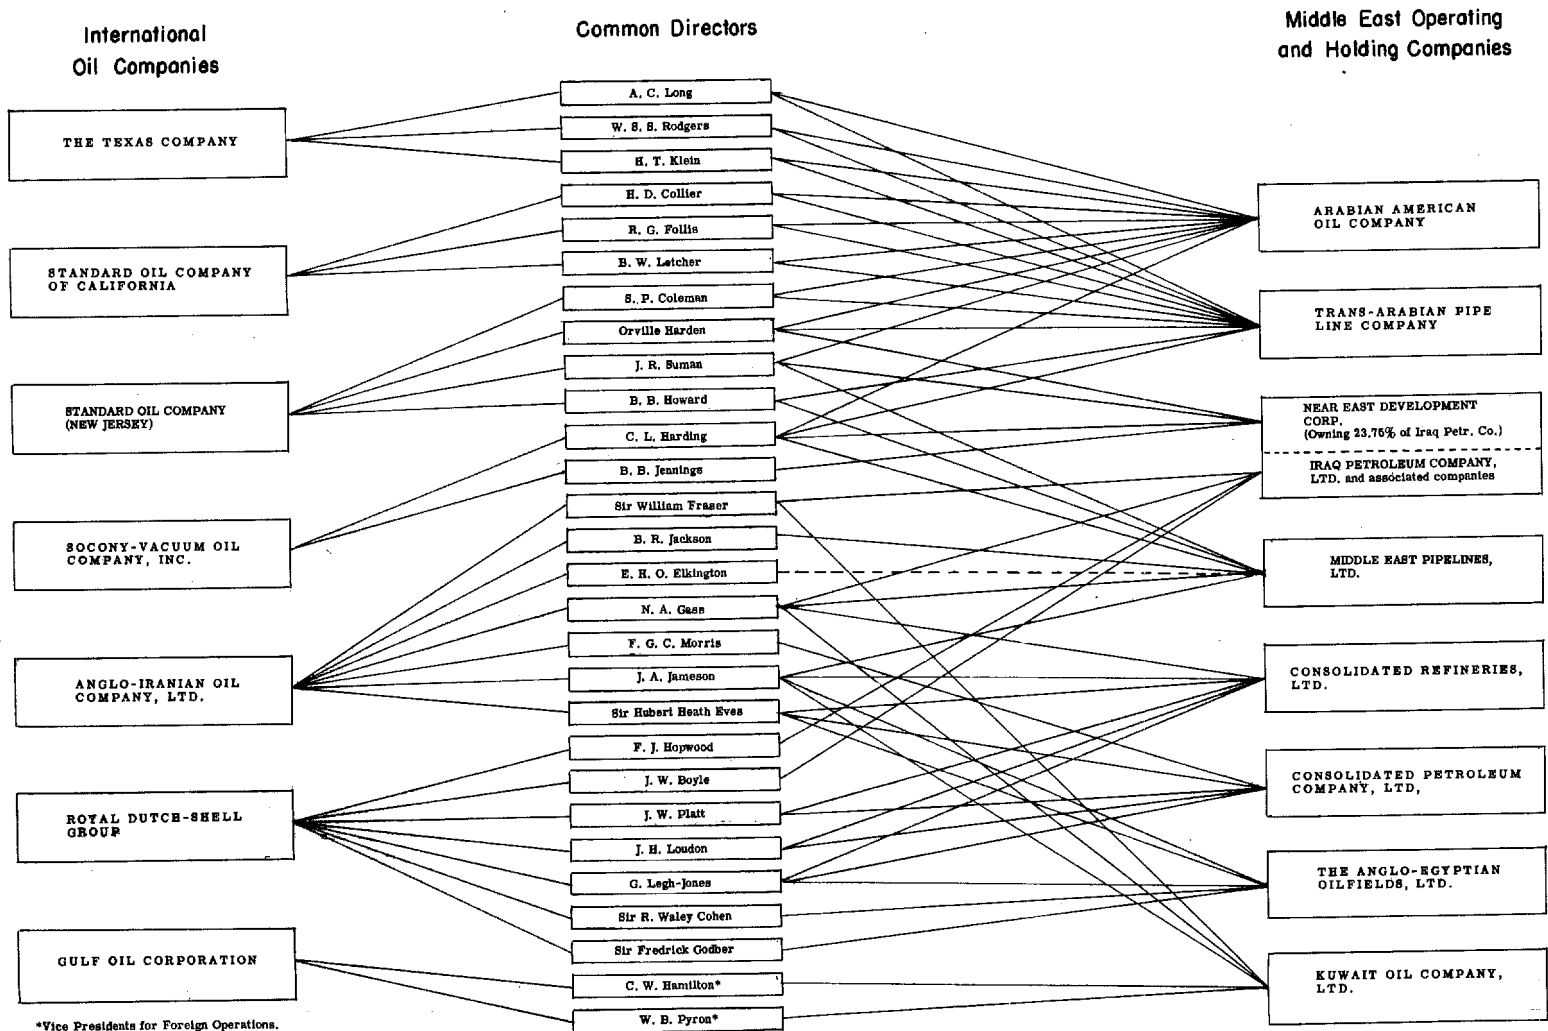 International
Oil Companies
Common Directors
Middle East Operating
and Holding Companies
THE TEXAS COMPANY
STANDARD OIL COMPANY
OF CALIFORNIA
STANDARD OIL COMPANY
(NEW JERSEY)
SOCONY-VACUUM OIL
COMPANY, INC.
ANGLO-IRANIAN OIL
COMPANY, LTD.
ROYAL DUTCH-SHELL
GROUP
GULF OIL CORPORATION
*Vice Presidents for Foreign Operations.
A. C. Long
W. S. S. Rodgers
H. T. Klein
H. D. Collier
R. G. Follis
B. W. Letcher
S. P. Coleman
Orville Harden
J. R. Suman
B. B. Howard
C. L. Harding
B. B. Jennings
Sir William Fraser
B. R. Jackson
E. H. O. Elkington
N. A. Gass
F. G. C. Morris
J. A. Jameson
Sir Hubert Heath Eves
F. J. Hopwood
J. W. Boyle
J. W. Platt
J. H. Loudon
G. Legh-Jones
Sir R. Waley Cohen
Sir Fredrick Godber
C. W. Hamilton*
W. B. Pyron*
ARABIAN AMERICAN
OIL COMPANY
TRANS-ARABIAN PIPE
LINE COMPANY
NEAR EAST DEVELOPMENT
CORP.
(Owning 23.75% of Iraq Petr. Co.)
IRAQ PETROLEUM COMPANY,
LTD. and associated companies
MIDDLE EAST PIPELINES,
LTD.
CONSOLIDATED REFINERIES,
LTD.
CONSOLIDATED PETROLEUM
COMPANY, LTD,
THE ANGLO-EGYPTIAN
OILFIELDS, LTD.
KUWAIT OIL COMPANY,
LTD.